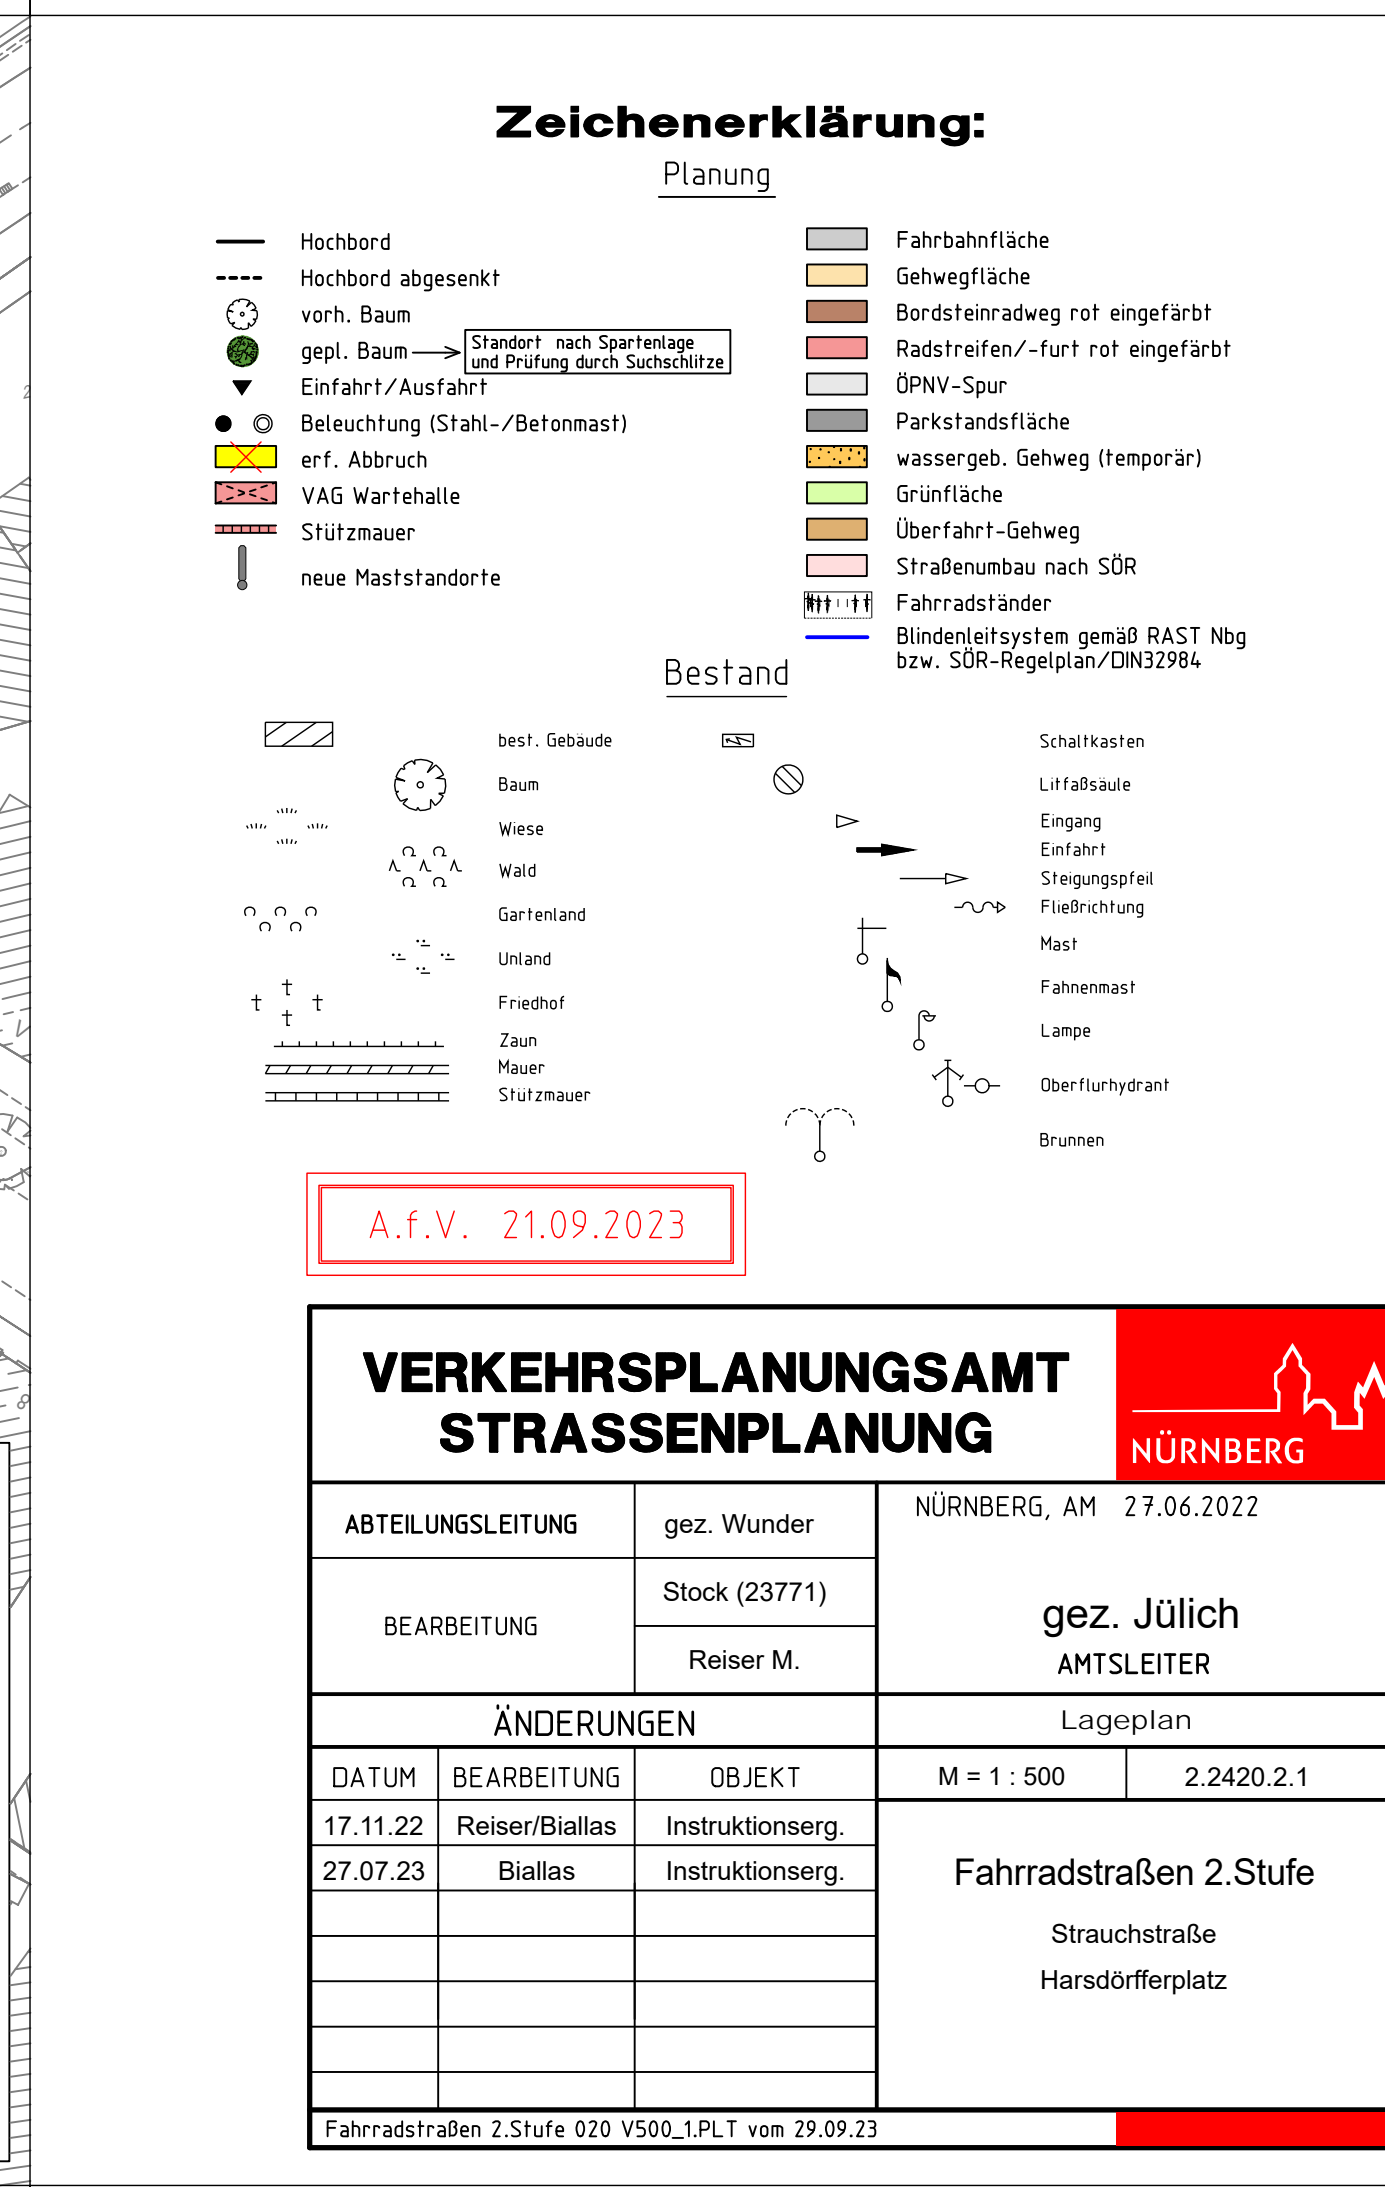 Zeichenerklärung:
Planung
Hochbord
Hochbord abgesenkt
vorh. Baum
gepl. Baum
Standort nach Spartenlage
und Prüfung durch Suchschlitze
Einfahrt/Ausfahrt
Beleuchtung (Stahl-/Betonmast)
erf. Abbruch
VAG Wartehalle
Stützmauer
neue Maststandorte
Fahrbahnfläche
Gehwegfläche
Bordsteinradweg rot eingefärbt
Radstreifen/-furt rot eingefärbt
ÖPNV-Spur
Parkstandsfläche
wassergeb. Gehweg (temporär)
Grünfläche
Überfahrt-Gehweg
Straßenumbau nach SÖR
Fahrradständer
Blindenleitsystem gemäß RAST Nbg
bzw. SÖR-Regelplan/DIN32984
Bestand
best. Gebäude
Baum
Wiese
Wald
Gartenland
Unland
Friedhof
Zaun
Mauer
Stützmauer
Schaltkasten
Litfaßsäule
Eingang
Einfahrt
Steigungspfeil
Fließrichtung
Mast
Fahnenmast
Lampe
Oberflurhydrant
Brunnen
A.f.V. 21.09.2023
VERKEHRSPLANUNGSAMT
STRASSENPLANUNG
NÜRNBERG
ABTEILUNGSLEITUNG
gez. Wunder
BEARBEITUNG
Stock (23771)
Reiser M.
NÜRNBERG, AM 27.06.2022
gez. Jülich
AMTSLEITER
ÄNDERUNGEN
Lageplan
DATUM BEARBEITUNG OBJEKT
M = 1 : 500
2.2420.2.1
17.11.22 Reiser/Biallas Instruktionserg.
27.07.23 Biallas Instruktionserg.
Fahrradstraßen 2.Stufe
Strauchstraße
Harsdörfferplatz
Fahrradstraßen 2.Stufe 020 V500_1.PLT vom 29.09.23
2
8